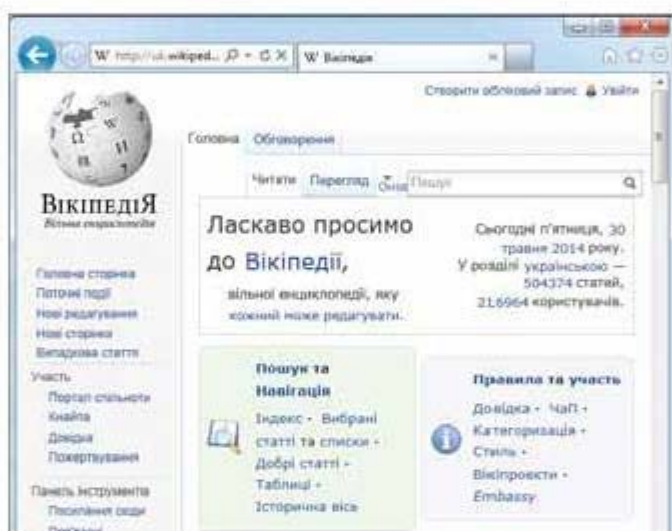 W http://uk.wikiped...
W Вікіпедія
Створити обліковий запис Увійти
Головна Обговорення
Читати Перегляд Пошук
ВікіпедіЯ
Вільна енциклопедія
Ласкаво просимо
до Вікіпедії,
вільної енциклопедії, яку
кожний може редагувати.
Сьогодні п'ятниця, 30
травня 2014 року.
У розділі українською —
504374 статей,
216964 користувачів.
Головна сторінка
Поточні події
Нові редагування
Нові сторінки
Випадкова стаття
Участь
Портал спільноти
Кнайпа
Довідка
Пожертвування
Панель інструментів
Посилання сюди
Пошук та
Навігація
Індекс • Вибрані
статті та списки •
Добрі статті •
Таблиці •
Історична вісь
Правила та участь
Довідка • ЧаП •
Категоризація •
Стиль •
Вікіпроекти •
Embassy